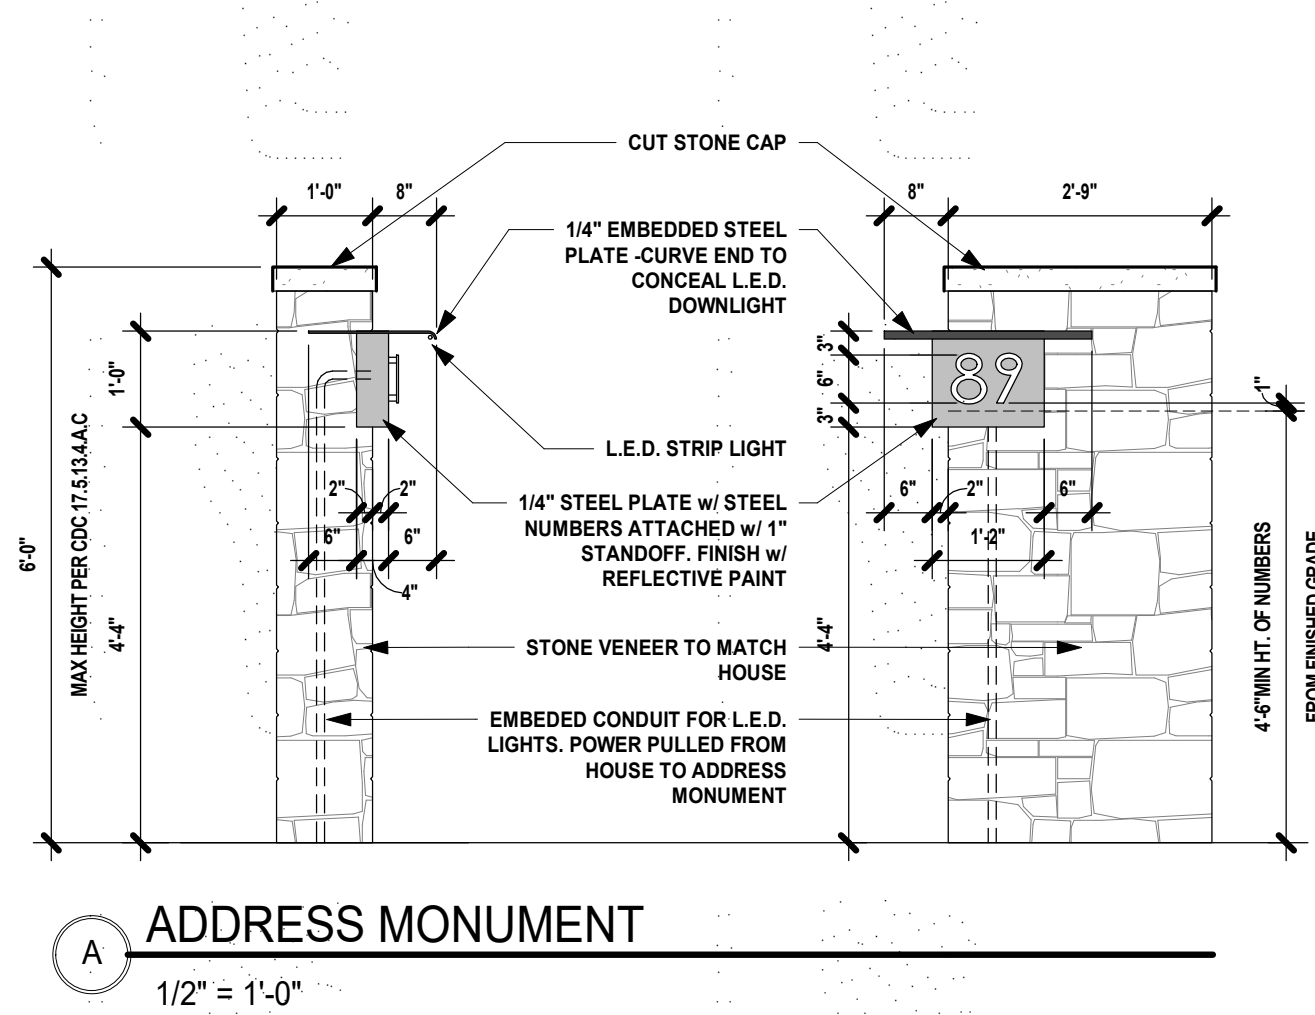 CUT STONE CAP
1'-0"
8"
8"
2'-9"
1/4" EMBEDDED STEEL
PLATE -CURVE END TO
CONCEAL L.E.D.
DOWNLIGHT
1'-0"
3"
6"
3"
89
1"
L.E.D. STRIP LIGHT
2"
2"
6"
6"
4"
1/4" STEEL PLATE w/ STEEL
NUMBERS ATTACHED w/ 1"
STANDOFF. FINISH w/
REFLECTIVE PAINT
6"
2"
6"
1'-2"
6'-0"
MAX HEIGHT PER CDC 17.5.13.4.A.C
4'-4"
STONE VENEER TO MATCH
HOUSE
4'-4"
4'-6"MIN HT. OF NUMBERS
FROM FINISHED GRADE
EMBEDED CONDUIT FOR L.E.D.
LIGHTS. POWER PULLED FROM
HOUSE TO ADDRESS
MONUMENT
A
ADDRESS MONUMENT
1/2" = 1'-0"